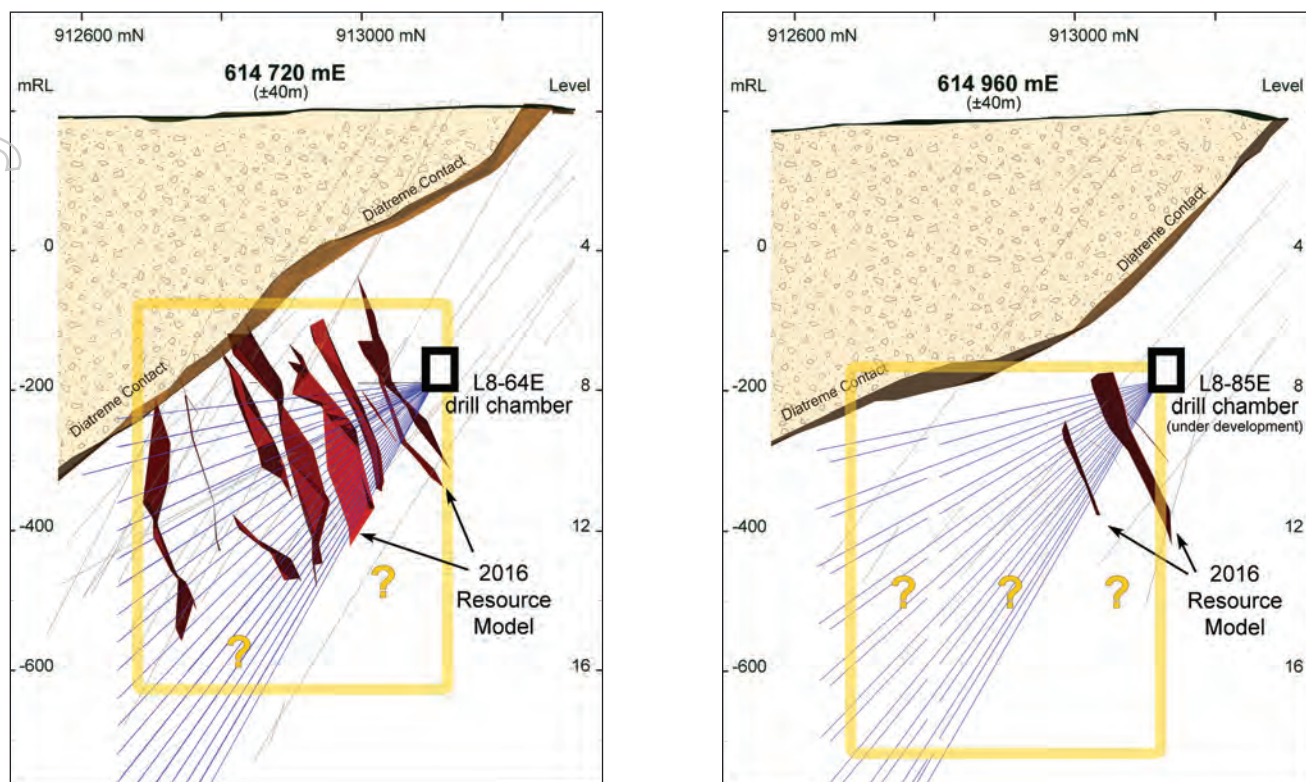 912600 mN 913000 mN
614 720 mE
(±40m)
mRL Level
Diatreme Contact
0 4
-200 8
L8-64E
drill chamber
Diatreme Contact
-400 12
?
2016
Resource
Model
?
-600 16
912600 mN 913000 mN
614 960 mE
(±40m)
mRL Level
Diatreme Contact
0 4
-200 8
L8-85E
drill chamber
(under development)
Diatreme Contact
-400 12
? ? ?
2016
Resource
Model
-600 16